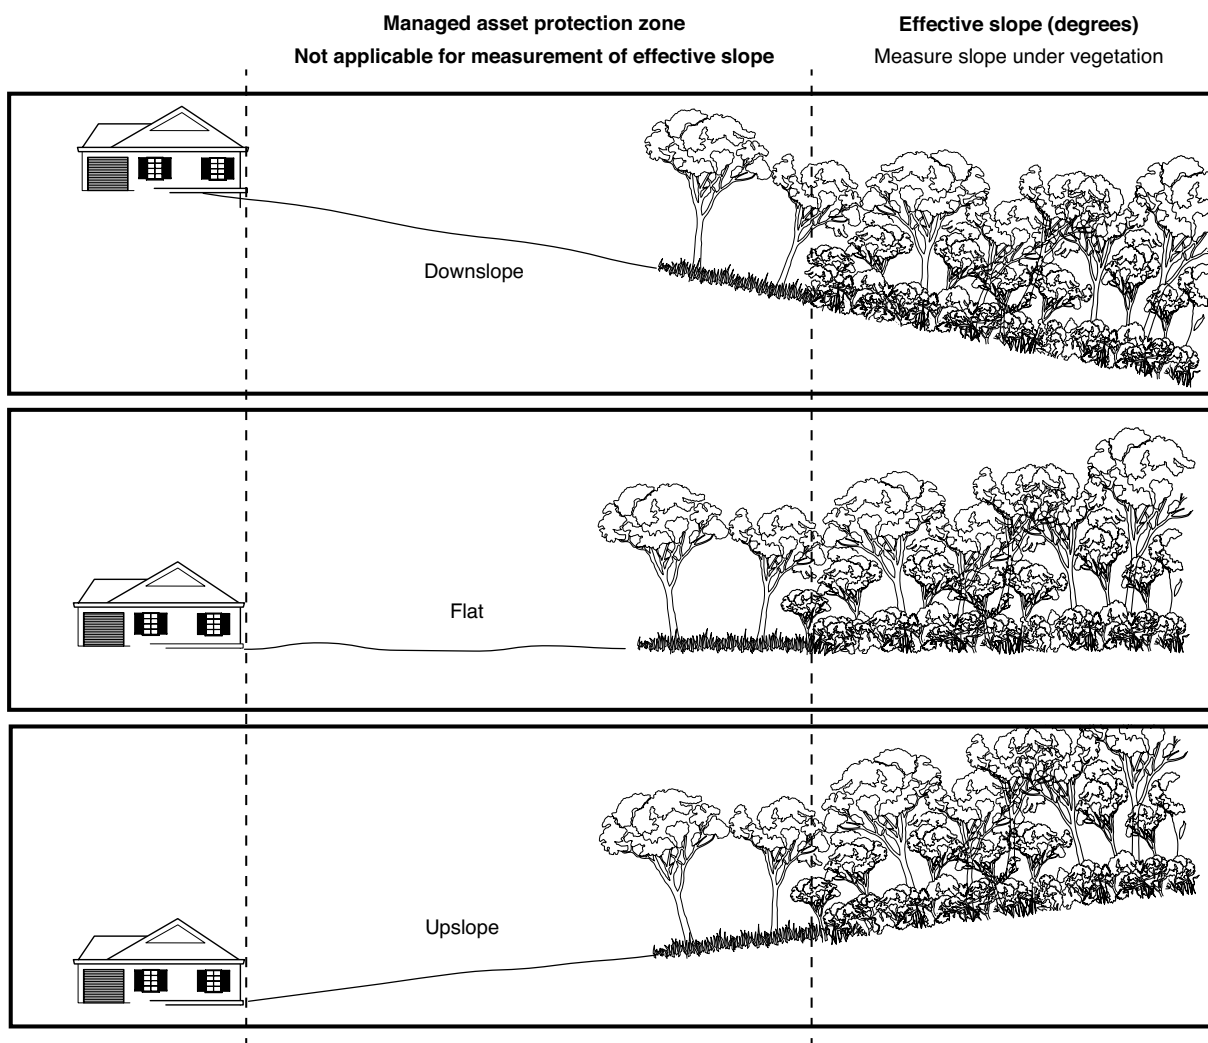 Managed asset protection zone
Not applicable for measurement of effective slope
Effective slope (degrees)
Measure slope under vegetation
Downslope
Flat
Upslope